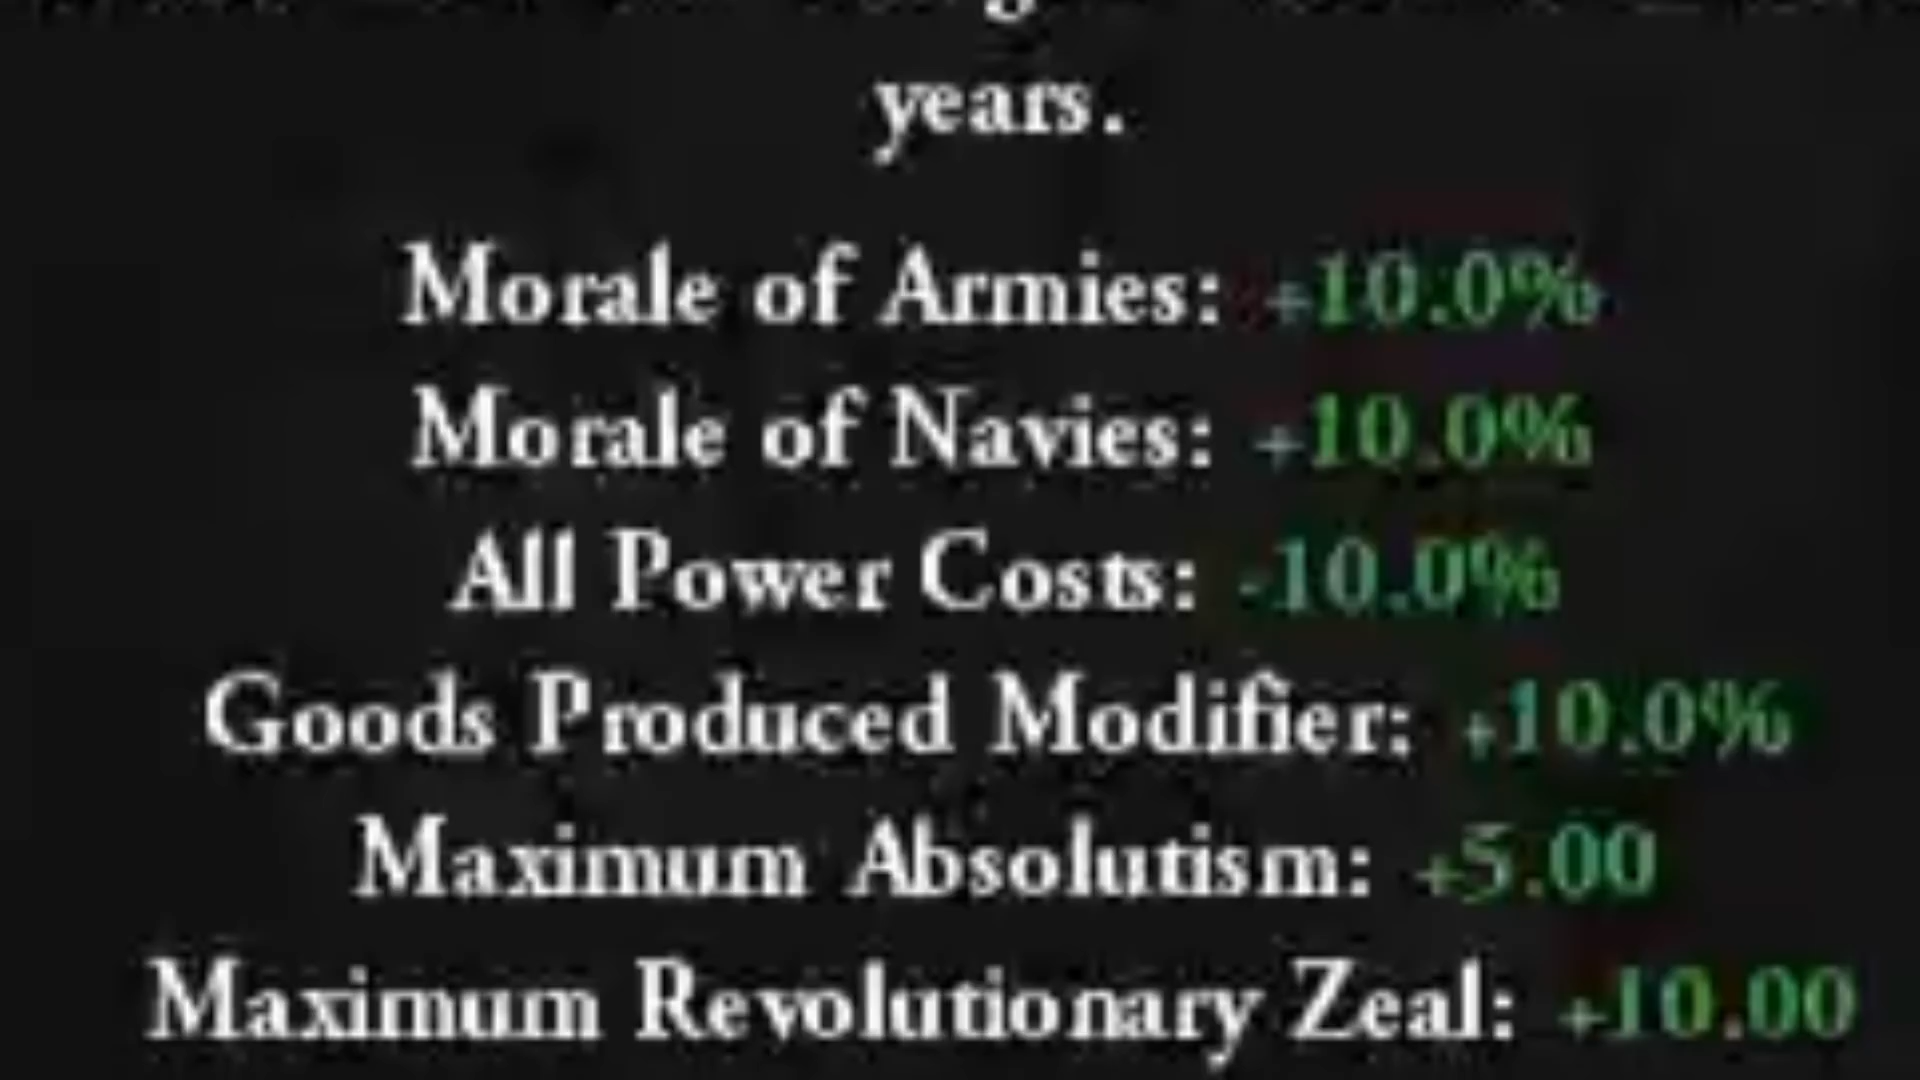 years.
Morale of Armies: +10.0%
Morale of Navies: +10.0%
All Power Costs: -10.0%
Goods Produced Modifier: +10.0%
Maximum Absolutism: +5.00
Maximum Revolutionary Zeal: +10.00